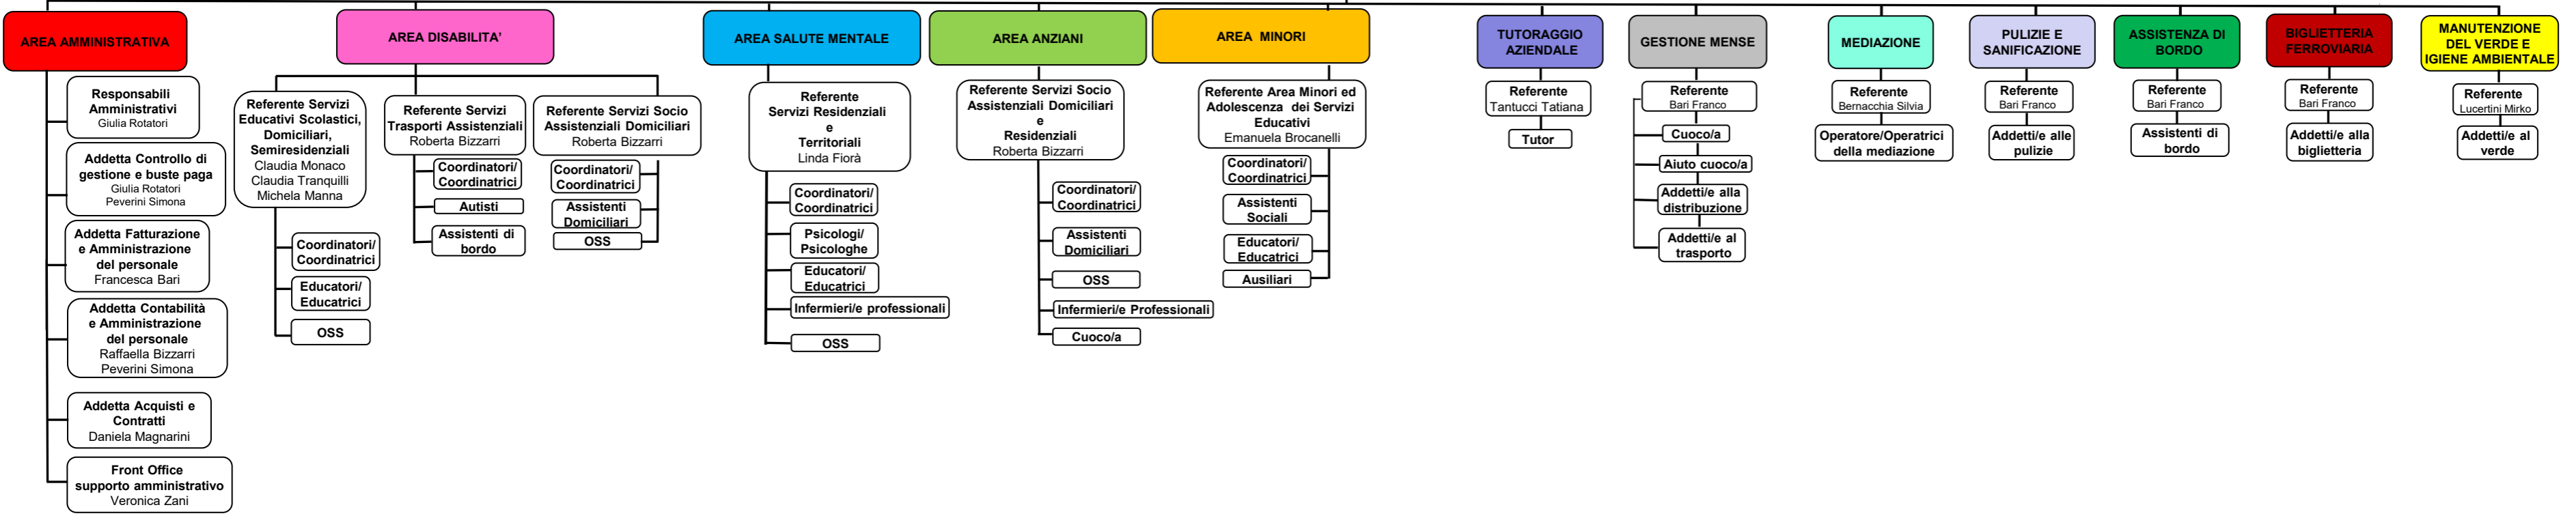 AREA AMMINISTRATIVA
Responsabili
Amministrativi
Giulia Rotatori
Addetta Controllo di
gestione e buste paga
Giulia Rotatori
Peverini Simona
Addetta Fatturazione
e Amministrazione
del personale
Francesca Bari
Addetta Contabilità
e Amministrazione
del personale
Raffaella Bizzarri
Peverini Simona
Addetta Acquisti e
Contratti
Daniela Magnarini
Front Office
supporto amministrativo
Veronica Zani
AREA DISABILITA'
Referente Servizi
Educativi Scolastici,
Domiciliari,
Semiresidenziali
Claudia Monaco
Claudia Tranquilli
Michela Manna
Coordinatori/
Coordinatrici
Educatori/
Educatrici
OSS
Referente Servizi
Trasporti Assistenziali
Roberta Bizzarri
Coordinatori/
Coordinatrici
Autisti
Assistenti di
bordo
Referente Servizi Socio
Assistenziali Domiciliari
Roberta Bizzarri
Coordinatori/
Coordinatrici
Assistenti
Domiciliari
OSS
AREA SALUTE MENTALE
Referente
Servizi Residenziali
e
Territoriali
Linda Fiorà
Coordinatori/
Coordinatrici
Psicologi/
Psicologhe
Educatori/
Educatrici
Infermieri/e professionali
OSS
AREA ANZIANI
Referente Servizi Socio
Assistenziali Domiciliari
e
Residenziali
Roberta Bizzarri
Coordinatori/
Coordinatrici
Assistenti
Domiciliari
OSS
Infermieri/e Professionali
Cuoco/a
AREA MINORI
Referente Area Minori ed
Adolescenza dei Servizi
Educativi
Emanuela Brocanelli
Coordinatori/
Coordinatrici
Assistenti
Sociali
Educatori/
Educatrici
Ausiliari
TUTORAGGIO
AZIENDALE
Referente
Tantucci Tatiana
Tutor
GESTIONE MENSE
Referente
Bari Franco
Cuoco/a
Aiuto cuoco/a
Addetti/e alla
distribuzione
Addetti/e al
trasporto
MEDIAZIONE
Referente
Bernacchia Silvia
Operatore/Operatrici
della mediazione
PULIZIE E
SANIFICAZIONE
Referente
Bari Franco
Addetti/e alle
pulizie
ASSISTENZA DI
BORDO
Referente
Bari Franco
Assistenti di
bordo
BIGLIETTERIA
FERROVIARIA
Referente
Bari Franco
Addetti/e alla
biglietteria
MANUTENZIONE
DEL VERDE E
IGIENE AMBIENTALE
Referente
Lucertini Mirko
Addetti/e al
verde